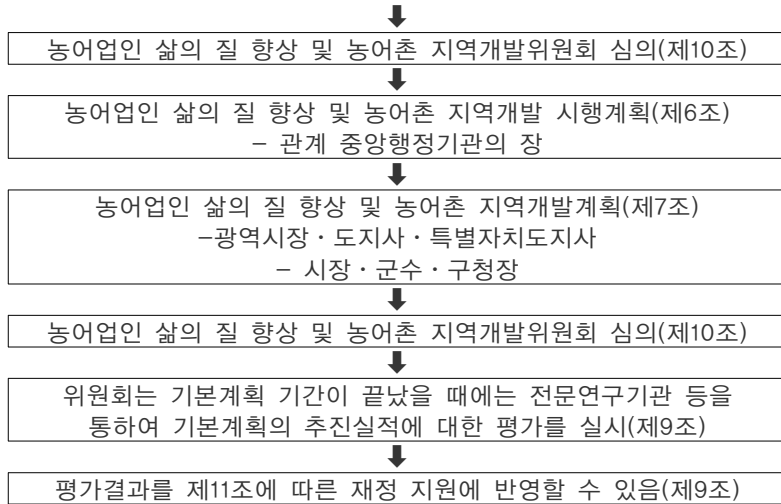 농어업인 삶의 질 향상 및 농어촌 지역개발위원회 심의(제10조)
농어업인 삶의 질 향상 및 농어촌 지역개발 시행계획(제6조)
- 관계 중앙행정기관의 장
농어업인 삶의 질 향상 및 농어촌 지역개발계획(제7조)
-광역시장·도지사·특별자치도지사
- 시장·군수·구청장
농어업인 삶의 질 향상 및 농어촌 지역개발위원회 심의(제10조)
위원회는 기본계획 기간이 끝났을 때에는 전문연구기관 등을
통하여 기본계획의 추진실적에 대한 평가를 실시(제9조)
평가결과를 제11조에 따른 재정 지원에 반영할 수 있음(제9조)